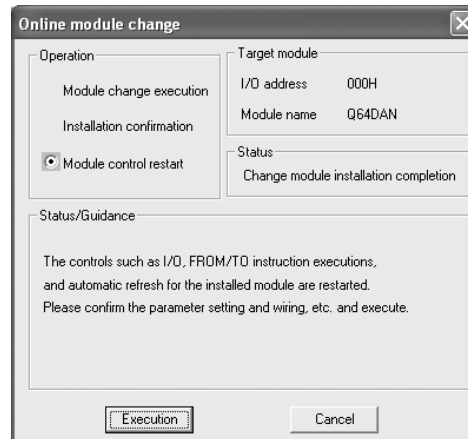 Online module change
Operation
Module change execution
Installation confirmation
Module control restart
Target module
I/O address 000H
Module name Q64DAN
Status
Change module installation completion
Status/Guidance
The controls such as I/O, FROM/TO instruction executions,
and automatic refresh for the installed module are restarted.
Please confirm the parameter setting and wiring, etc. and execute.
Execution
Cancel